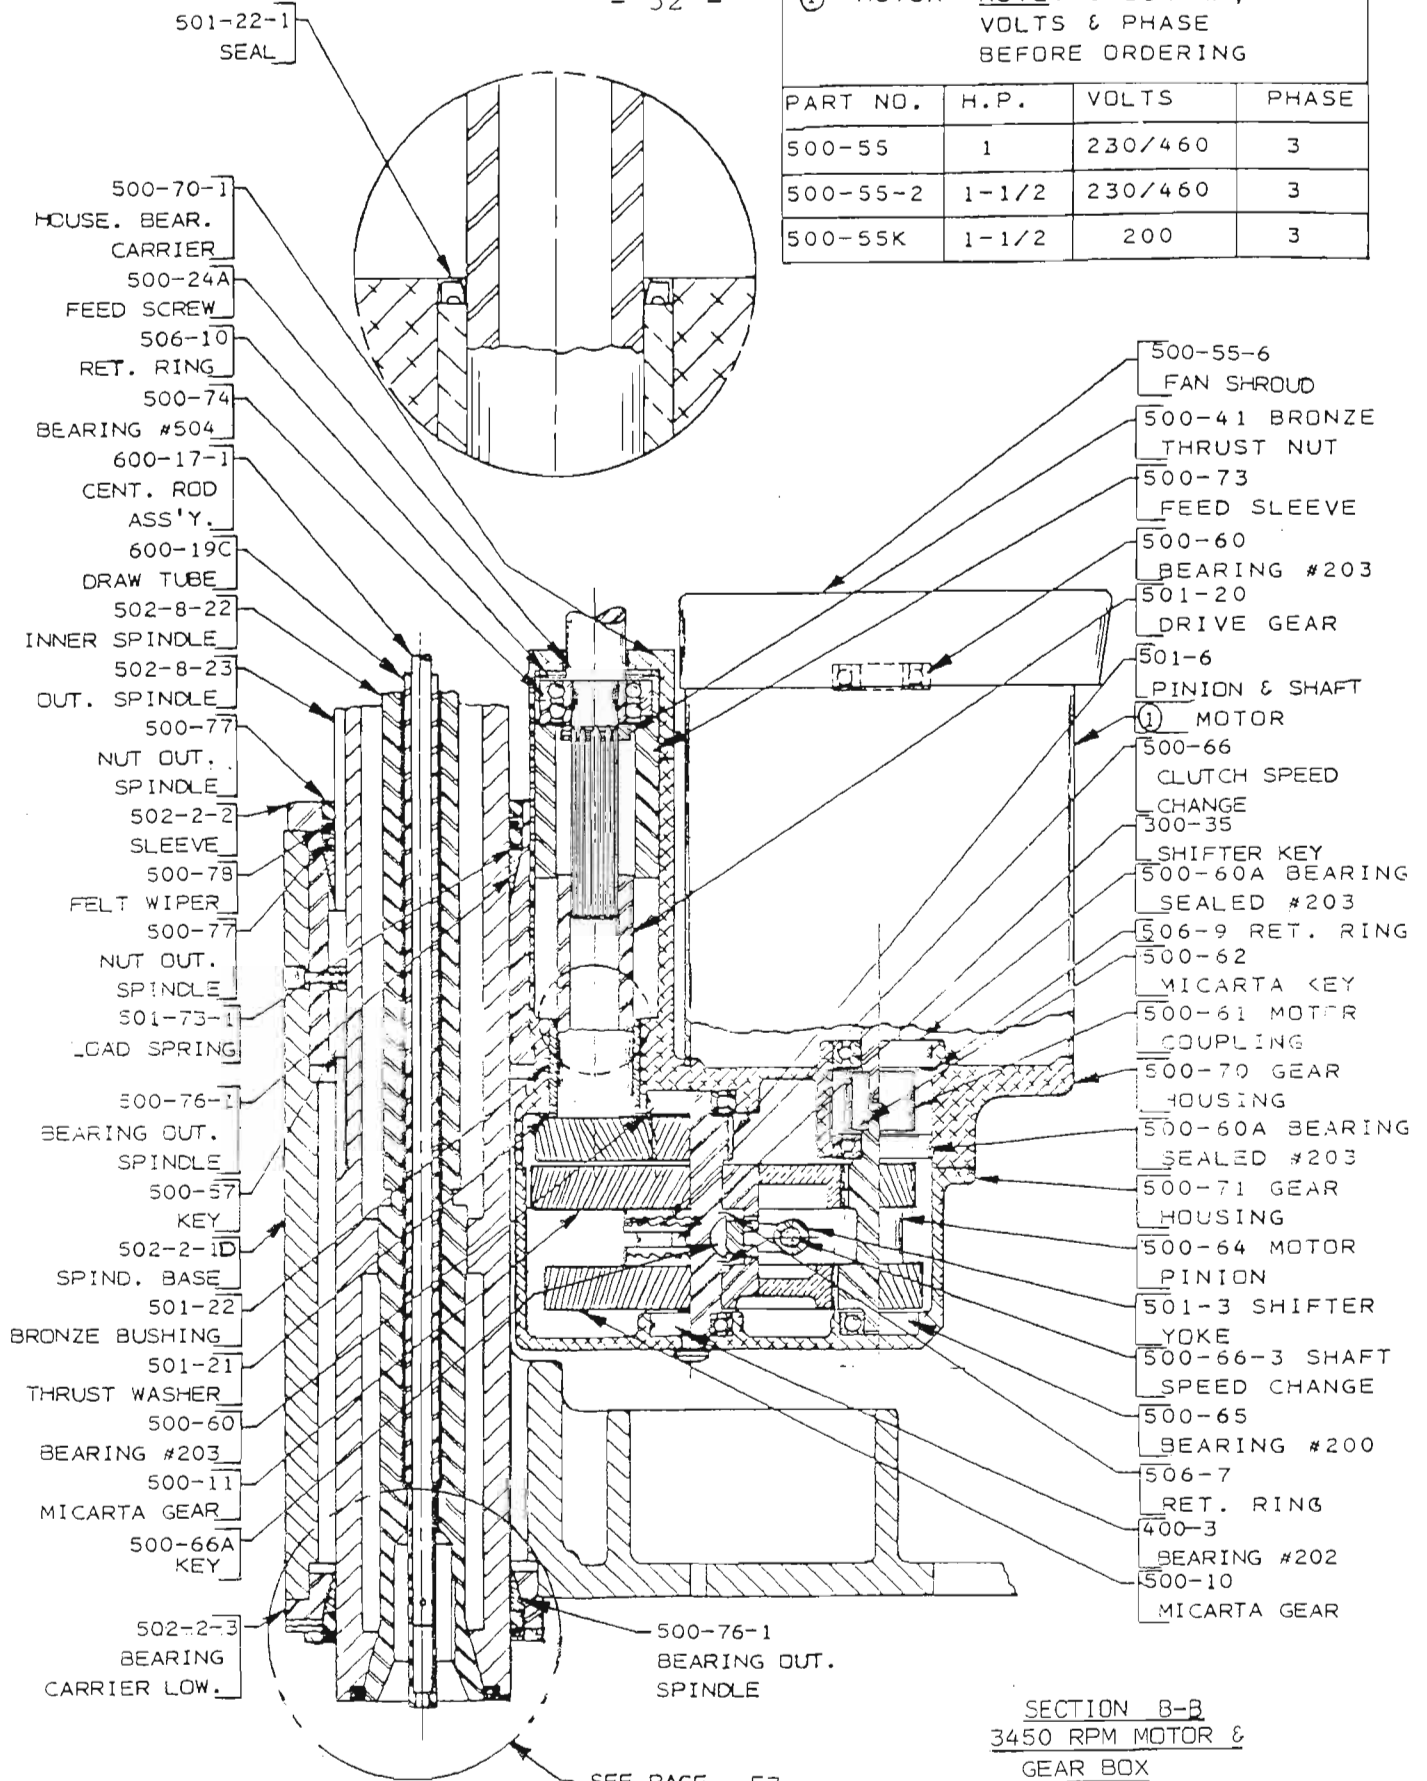 - 52 -
501-22-1
SEAL
1 MOTOR
VOLTS & PHASE
BEFORE ORDERING
PART NO. H.P. VOLTS PHASE
500-55 1 230/460 3
500-55-2 1-1/2 230/460 3
500-55K 1-1/2 200 3
500-70-1
HOUSE. BEAR.
CARRIER
500-24A
FEED SCREW
506-10
RET. RING
500-74
BEARING #504
600-17-1
CENT. ROD
ASS'Y.
600-19C
DRAW TUBE
502-8-22
INNER SPINDLE
502-8-23
OUT. SPINDLE
500-77
NUT OUT.
SPINDLE
502-2-2
SLEEVE
500-78
FELT WIPER
500-77
NUT OUT.
SPINDLE
501-73-1
LOAD SPRING
500-76-1
BEARING OUT.
SPINDLE
500-57
KEY
502-2-1D
SPIND. BASE
501-22
BRONZE BUSHING
501-21
THRUST WASHER
500-60
BEARING #203
500-11
MICARTA GEAR
500-66A
KEY
502-2-3
BEARING
CARRIER LOW.
500-76-1
BEARING OUT.
SPINDLE
500-55-6
FAN SHROUD
500-41 BRONZE
THRUST NUT
500-73
FEED SLEEVE
500-60
BEARING #203
501-20
DRIVE GEAR
501-6
PINION & SHAFT
1 MOTOR
500-66
CLUTCH SPEED
CHANGE
300-35
SHIFTER KEY
500-60A BEARING
SEALED #203
506-9 RET. RING
500-62
MICARTA KEY
500-61 MOTOR
COUPLING
500-70 GEAR
HOUSING
500-60A BEARING
SEALED #203
500-71 GEAR
HOUSING
500-64 MOTOR
PINION
501-3 SHIFTER
YOKE
500-66-3 SHAFT
SPEED CHANGE
500-65
BEARING #200
506-7
RET. RING
400-3
BEARING #202
500-10
MICARTA GEAR
SECTION B-B
3450 RPM MOTOR &
GEAR BOX
SEE PAGE